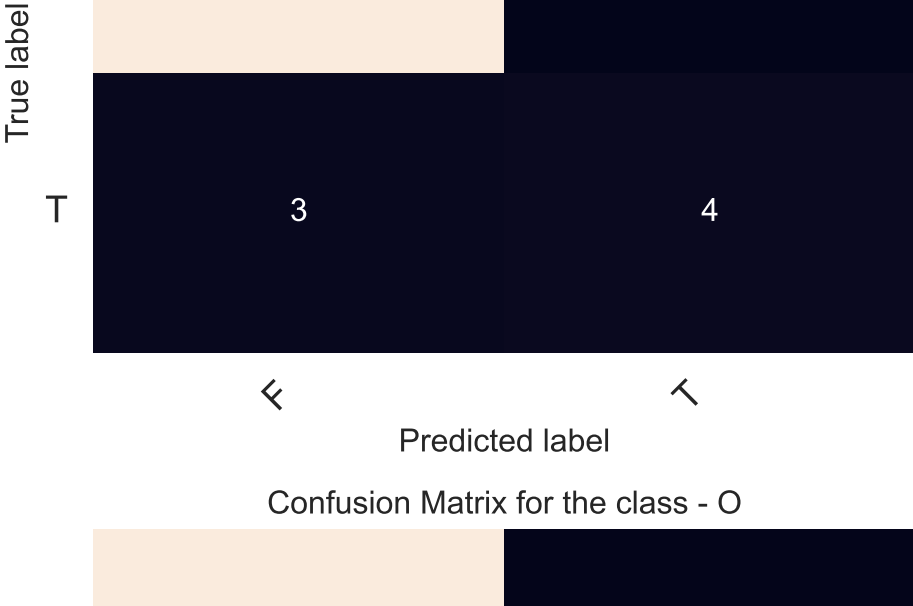 True label
T
3 4
F T
Predicted label
Confusion Matrix for the class - O